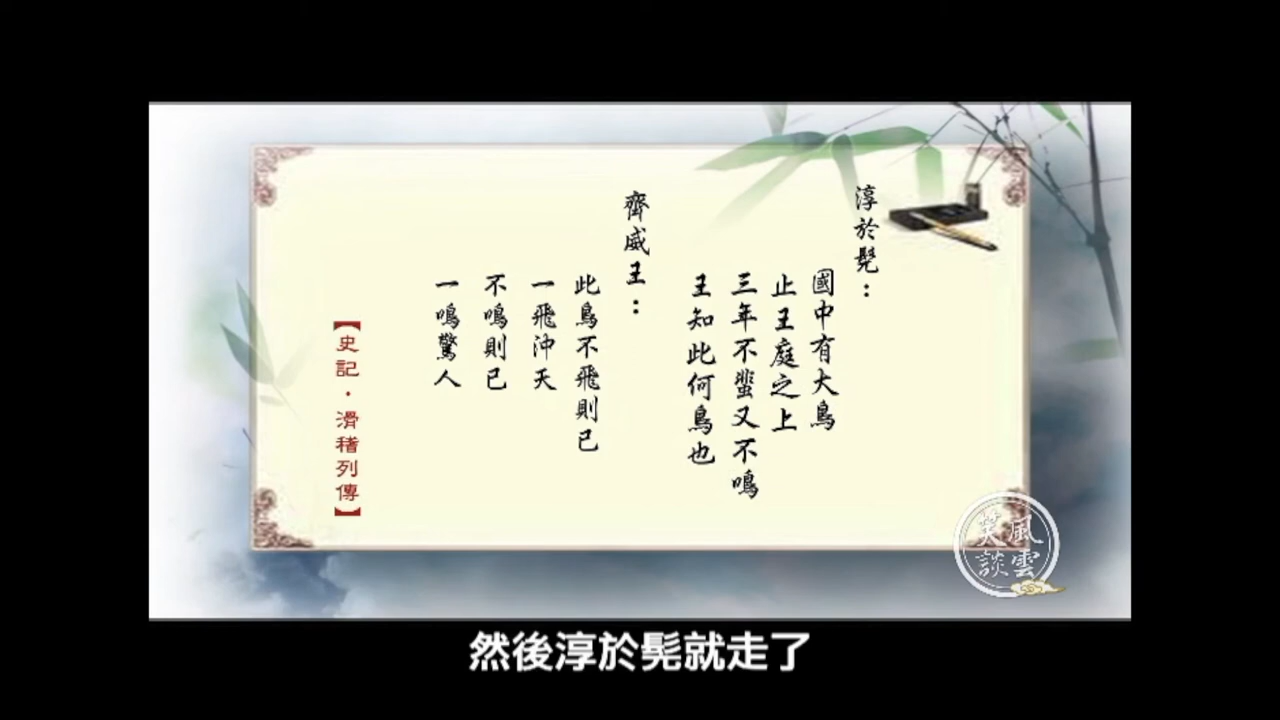 淳於髡：
國中有大鳥
止王庭之上
三年不蜚又不鳴
王知此何鳥也
齊威王：
此鳥不飛則已
一飛沖天
不鳴則已
一鳴驚人
【史記·滑稽列傳】
笑談風雲
然後淳於髡就走了